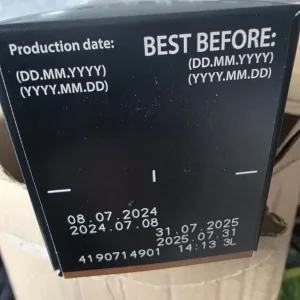 Production date: BEST BEFORE:
(DD.MM.YYYY) (DD.MM.YYYY)
(YYYY.MM.DD) (YYYY.MM.DD)
08.07.2024
2024.07.08 31.07.2025
2025.07.31
4190714901 14:13 3L